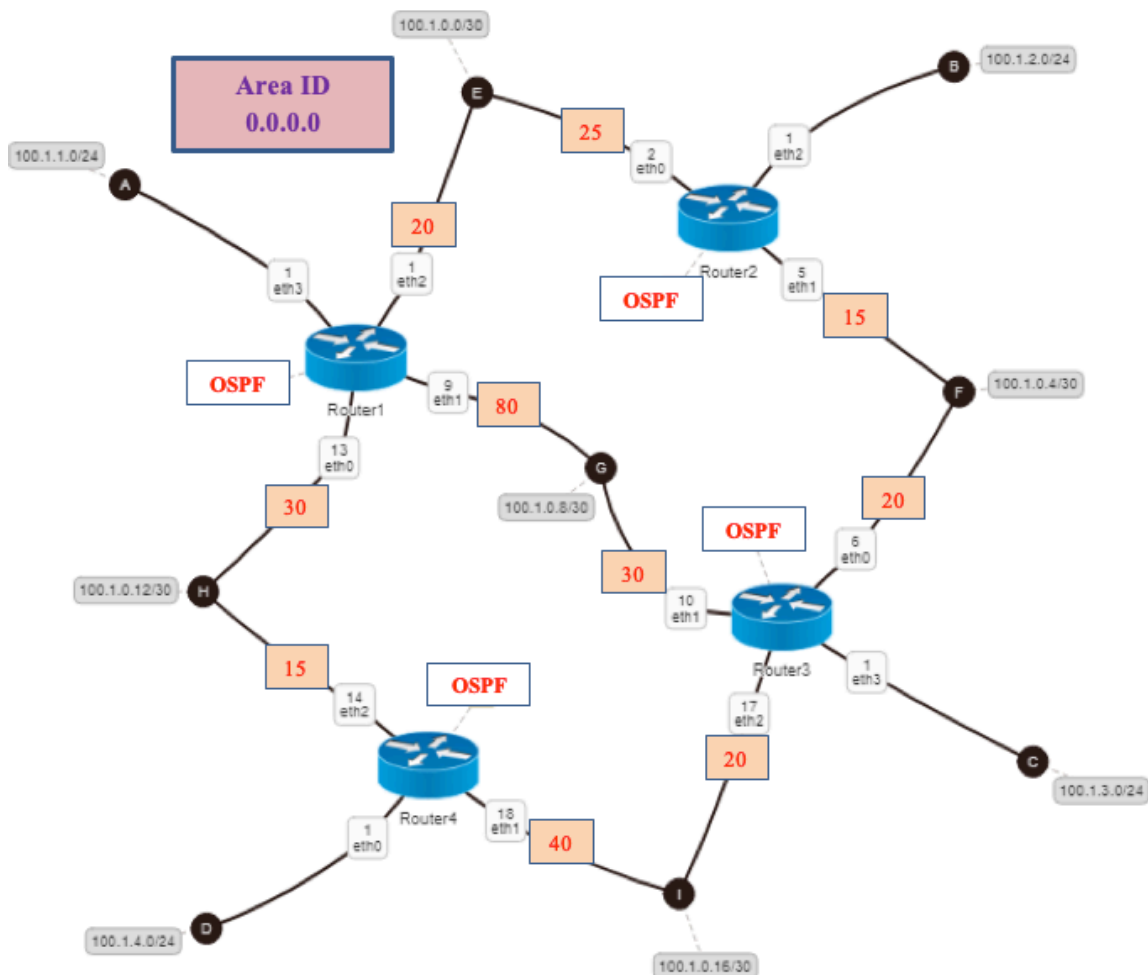 100.1.0.0/30
Area ID
0.0.0.0
B
100.1.2.0/24
E
25
1
eth2
2
eth0
100.1.1.0/24
A
20
Router2
1
eth2
5
eth1
OSPF
1
eth3
15
OSPF
Router1
9
eth1
80
F
100.1.0.4/30
13
eth0
G
100.1.0.8/30
20
30
OSPF
6
eth0
30
10
eth1
100.1.0.12/30
H
Router3
1
eth3
15
OSPF
14
eth2
17
eth2
20
C
100.1.3.0/24
Router4
18
eth1
1
eth0
40
I
D
100.1.4.0/24
100.1.0.16/30